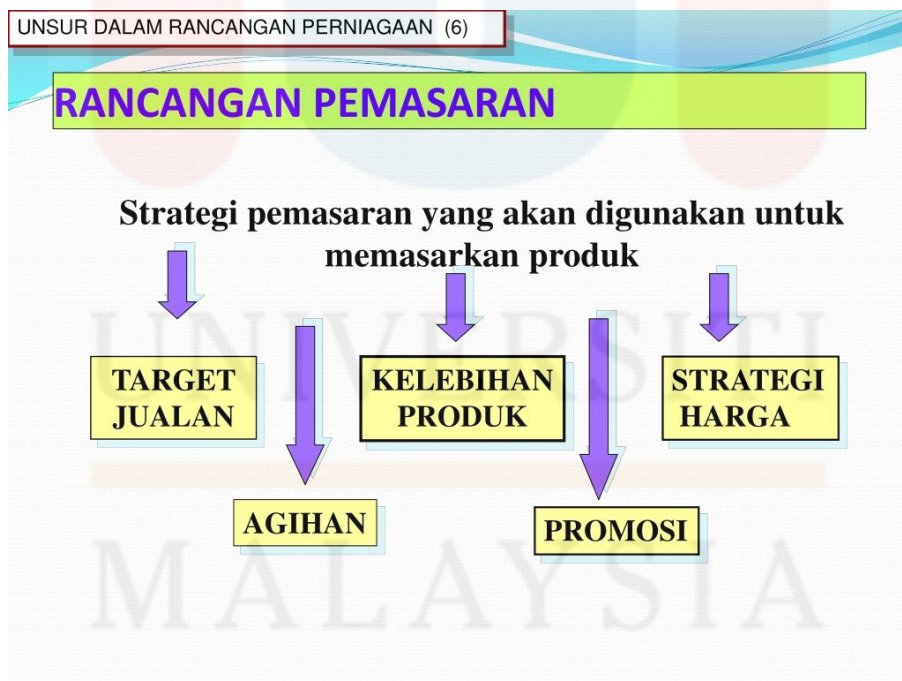 UNSUR DALAM RANCANGAN PERNIAGAAN (6)
RANCANGAN PEMASARAN
Strategi pemasaran yang akan digunakan untuk
memasarkan produk
TARGET
JUALAN
KELEBIHAN
PRODUK
STRATEGI
HARGA
AGIHAN
PROMOSI
UNIVERSITI
MALAYSIA